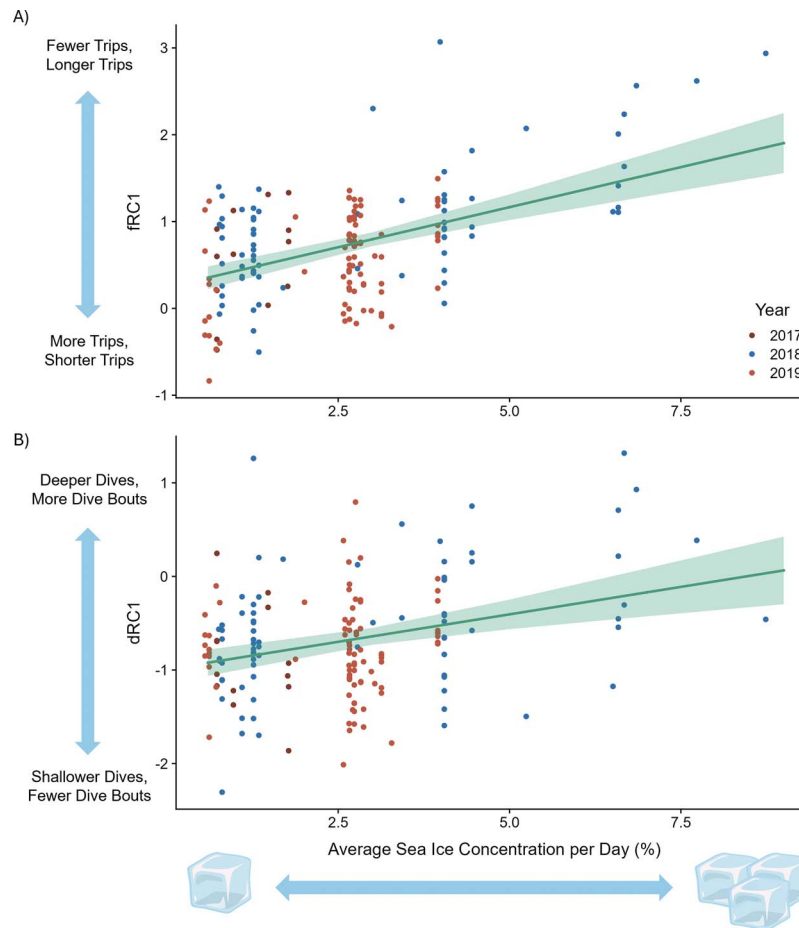 A)
Fewer Trips,
Longer Trips
More Trips,
Shorter Trips
fRC1
3
2
1
0
-1
2.5
5.0
7.5
Year
2017
2018
2019
B)
Deeper Dives,
More Dive Bouts
Shallower Dives,
Fewer Dive Bouts
dRC1
1
0
-1
-2
2.5
5.0
7.5
Average Sea Ice Concentration per Day (%)